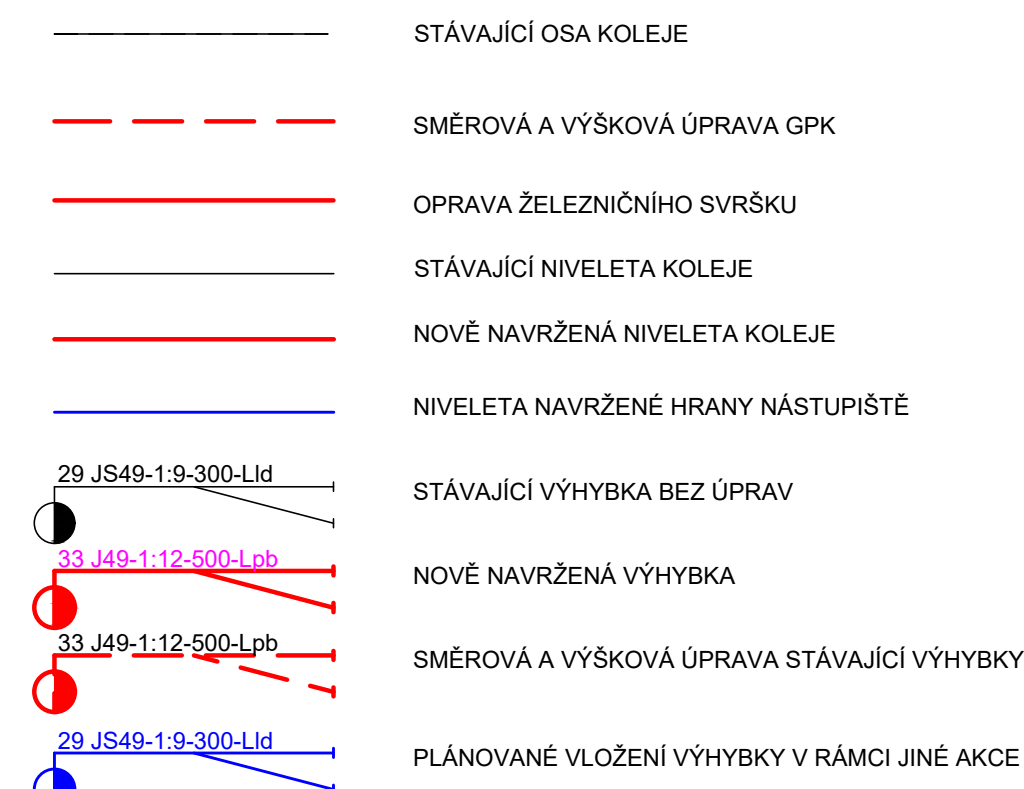 STÁVAJÍCÍ OSA KOLEJE
SMĚROVÁ A VÝŠKOVÁ ÚPRAVA GPK
OPRAVA ŽELEZNIČNÍHO SVRŠKU
STÁVAJÍCÍ NIVELETA KOLEJE
NOVĚ NAVRŽENÁ NIVELETA KOLEJE
NIVELETA NAVRŽENÉ HRANY NÁSTUPIŠTĚ
29 JS49-1:9-300-Lld
STÁVAJÍCÍ VÝHYBKA BEZ ÚPRAV
33 J49-1:12-500-Lpb
NOVĚ NAVRŽENÁ VÝHYBKA
33 J49-1:12-500-Lpb
SMĚROVÁ A VÝŠKOVÁ ÚPRAVA STÁVAJÍCÍ VÝHYBKY
29 JS49-1:9-300-Lld
PLÁNOVANÉ VLOŽENÍ VÝHYBKY V RÁMCI JINÉ AKCE